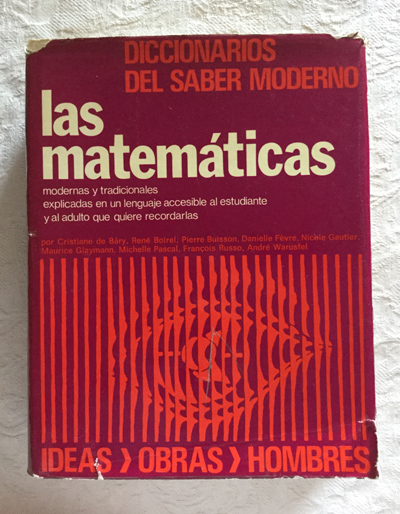 DICCIONARIOS
DEL SABER MODERNO
las
matemáticas
modernas y tradicionales
explicadas en un lenguaje accesible al estudiante
y al adulto que quiere recordarlas
por Cristiane de Bary, René Boirel, Pierre Buisson, Danielle Fèvre, Nicole Gautier,
Maurice Glaymann, Michelle Pascal, François Russo, André Warusfel
IDEAS › OBRAS › HOMBRES